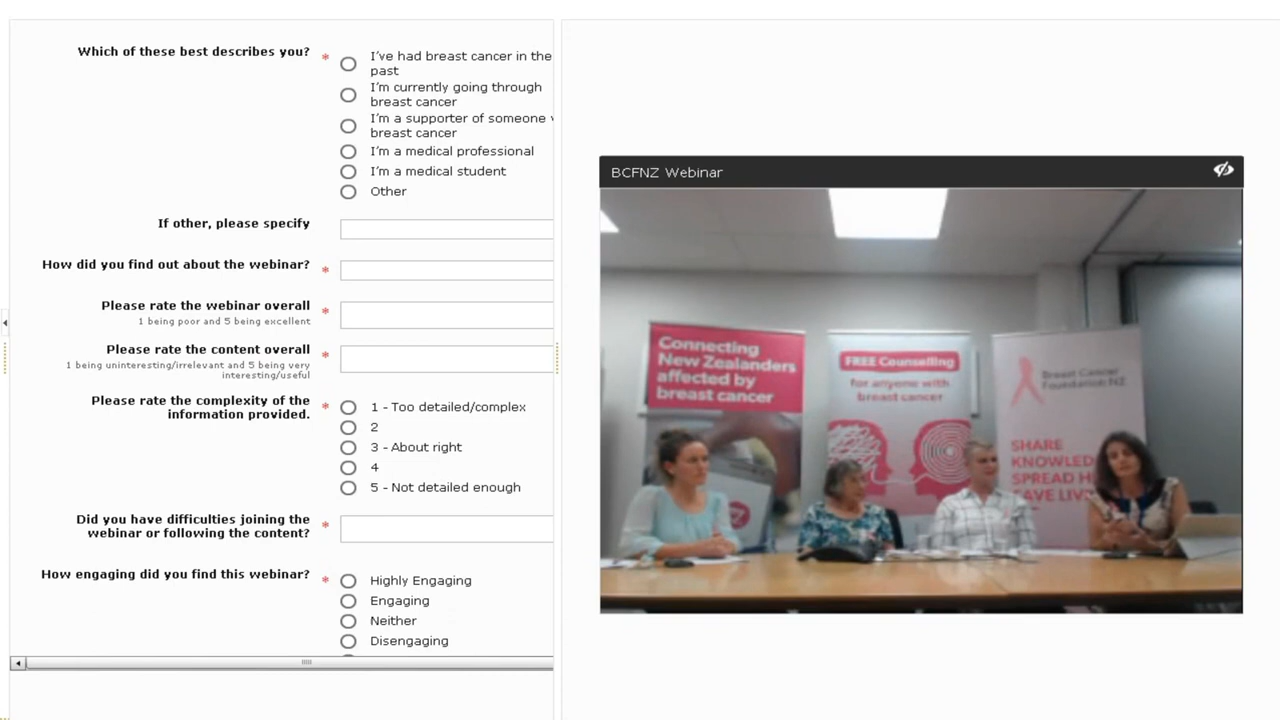 Which of these best describes you? *
I've had breast cancer in the
past
I'm currently going through
breast cancer
I'm a supporter of someone
breast cancer
I'm a medical professional
I'm a medical student
Other
If other, please specify
How did you find out about the webinar? *
Please rate the webinar overall *
1 being poor and 5 being excellent
Please rate the content overall *
1 being uninteresting/irrelevant and 5 being very
interesting/useful
Please rate the complexity of the
information provided. *
1 - Too detailed/complex
2
3 - About right
4
5 - Not detailed enough
Did you have difficulties joining the
webinar or following the content? *
How engaging did you find this webinar? *
Highly Engaging
Engaging
Neither
Disengaging
BCFNZ Webinar
Connecting
New Zealanders
affected by
breast cancer
FREE Counselling
for anyone with
breast cancer
Breast Cancer
Foundation NZ
SHARE
SPREAD